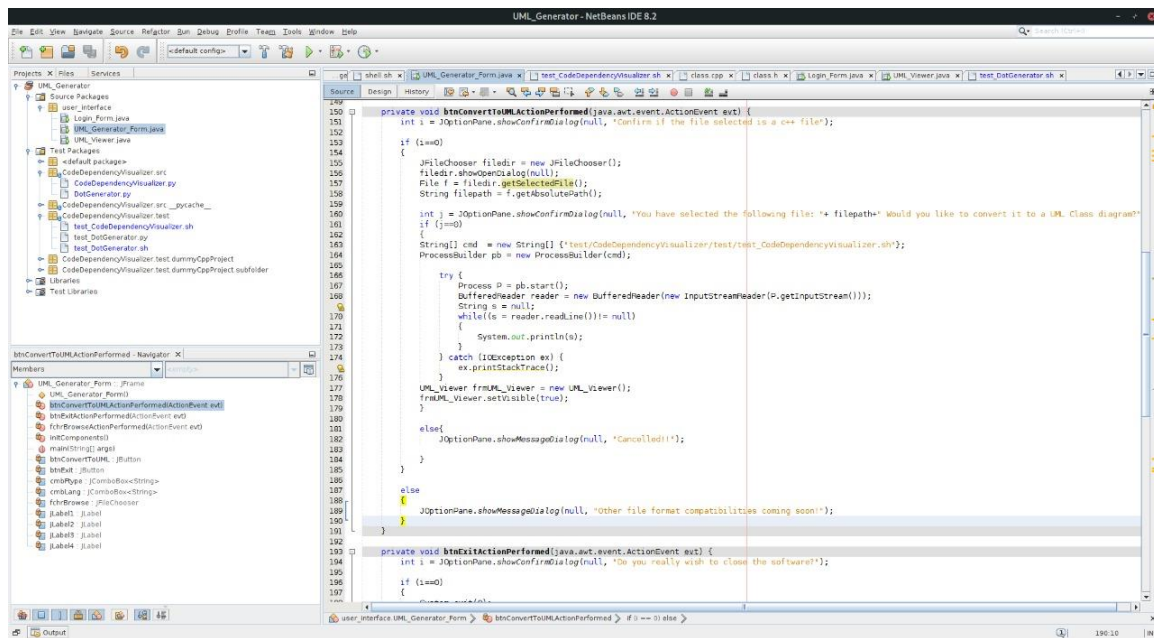 UML_Generator - NetBeans IDE 8.2
File Edit View Navigate Source Refactor Run Debug Profile Team Tools Window Help
Search (Ctrl+I)
<default config>
Projects X Files Services
UML_Generator
Source Packages
user_interface
Login_Form.java
UML_Generator_Form.java
UML_Viewer.java
Test Packages
<default package>
CodeDependencyVisualizer.src
CodeDependencyVisualizer.py
DotGenerator.py
CodeDependencyVisualizer.src.__pycache__
CodeDependencyVisualizer.test
test_CodeDependencyVisualizer.sh
test_DotGenerator.py
test_DotGenerator.sh
CodeDependencyVisualizer.test.dummyCppProject
CodeDependencyVisualizer.test.dummyCppProject.subfolder
Libraries
Test Libraries
btnConvertToUMLActionPerformed - Navigator X
Members <empty>
UML_Generator_Form :: JFrame
UML_Generator_Form()
btnConvertToUMLActionPerformed(ActionEvent evt)
btnExitActionPerformed(ActionEvent evt)
fchrBrowseActionPerformed(ActionEvent evt)
initComponents()
main(String[] args)
btnConvertToUML : JButton
btnExit : JButton
cmbPtype : JComboBox<String>
cmbLang : JComboBox<String>
fchrBrowse : JFileChooser
jLabel1 : JLabel
jLabel2 : JLabel
jLabel3 : JLabel
jLabel4 : JLabel
...ge shell.sh x UML_Generator_Form.java x test_CodeDependencyVisualizer.sh x class.cpp x class.h x Login_Form.java x UML_Viewer.java x test_DotGenerator.sh x
Source Design History
149
150 private void btnConvertToUMLActionPerformed(java.awt.event.ActionEvent evt) {
151 int i = JOptionPane.showConfirmDialog(null, "Confirm if the file selected is a c++ file");
152
153 if (i==0)
154 {
155 JFileChooser filedir = new JFileChooser();
156 filedir.showOpenDialog(null);
157 File f = filedir.getSelectedFile();
158 String filepath = f.getAbsolutePath();
159
160 int j = JOptionPane.showConfirmDialog(null, "You have selected the following file: "+ filepath+" Would you like to convert it to a UML Class diagram?"
161 if (j==0)
162 {
163 String[] cmd = new String[] {"test/CodeDependencyVisualizer/test/test_CodeDependencyVisualizer.sh"};
164 ProcessBuilder pb = new ProcessBuilder(cmd);
165
166 try {
167 Process P = pb.start();
168 BufferedReader reader = new BufferedReader(new InputStreamReader(P.getInputStream()));
String s = null;
170 while((s = reader.readLine())!= null)
171 {
172 System.out.println(s);
173 }
174 } catch (IOException ex) {
ex.printStackTrace();
176 }
177 UML_Viewer frmUML_Viewer = new UML_Viewer();
178 frmUML_Viewer.setVisible(true);
179 }
180
181 else{
182 JOptionPane.showMessageDialog(null, "Cancelled!!");
183
184 }
185 }
186
187 else
188 {
189 JOptionPane.showMessageDialog(null, "Other file format compatibilities coming soon!");
190 }
191 }
192
193 private void btnExitActionPerformed(java.awt.event.ActionEvent evt) {
194 int i = JOptionPane.showConfirmDialog(null, "Do you really wish to close the software?");
195
196 if (i==0)
197 {
user_interface.UML_Generator_Form > btnConvertToUMLActionPerformed > if (i == 0) else >
Output
190:10 IN